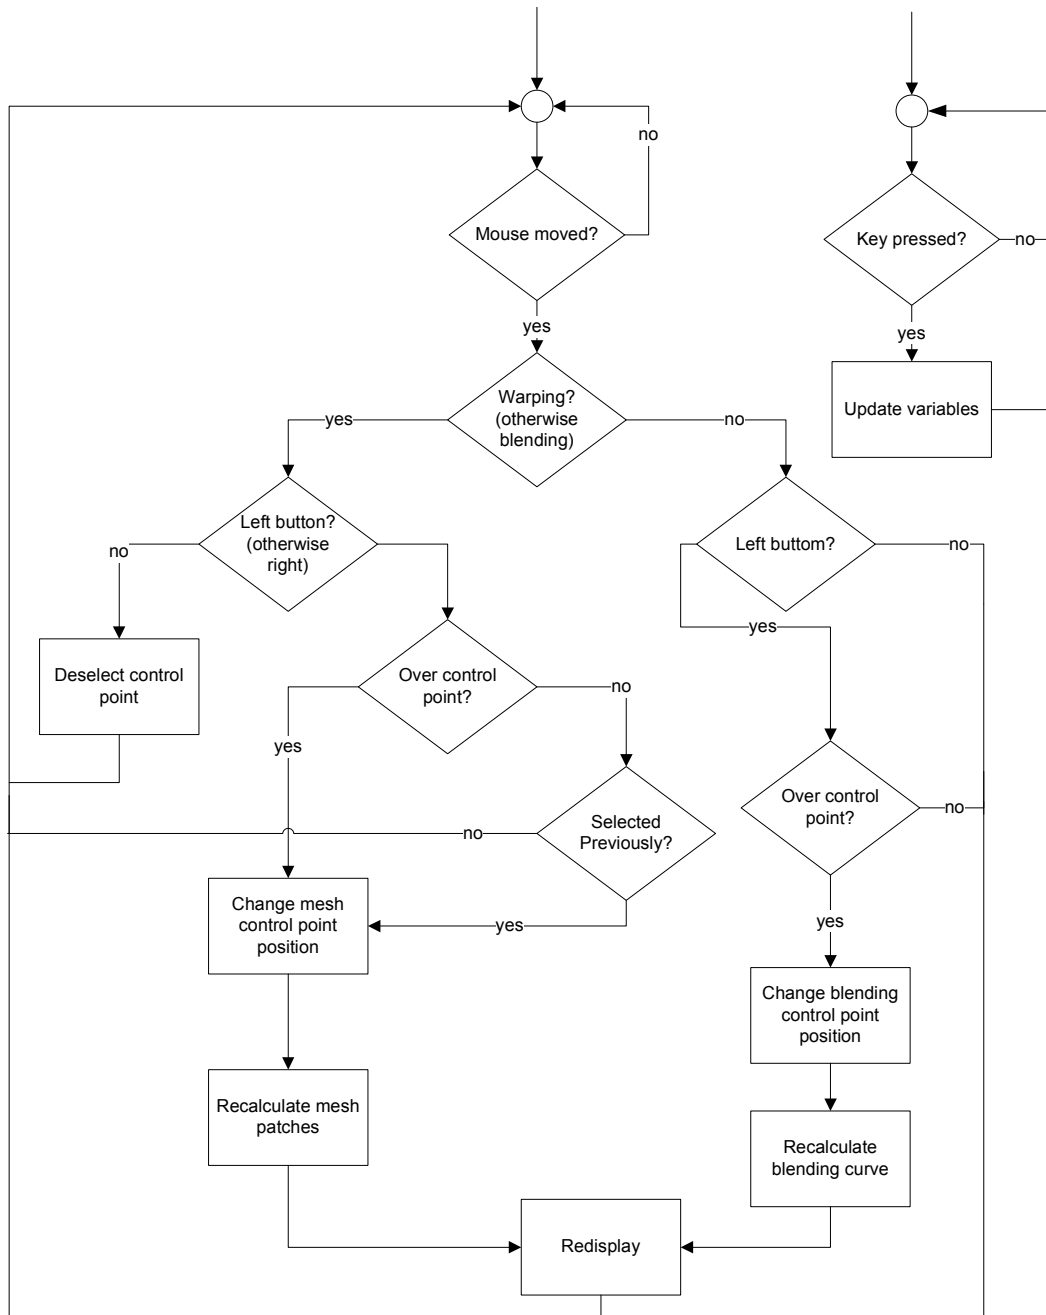 no
Mouse moved?
Key pressed?
no
yes
yes
Update variables
Warping?
(otherwise
blending)
yes
no
Left button?
(otherwise
right)
no
Left buttom?
no
yes
Deselect control
point
Over control
point?
no
yes
Over control
point?
no
Selected
Previously?
no
Change mesh
control point
position
yes
yes
Change blending
control point
position
Recalculate mesh
patches
Recalculate
blending curve
Redisplay